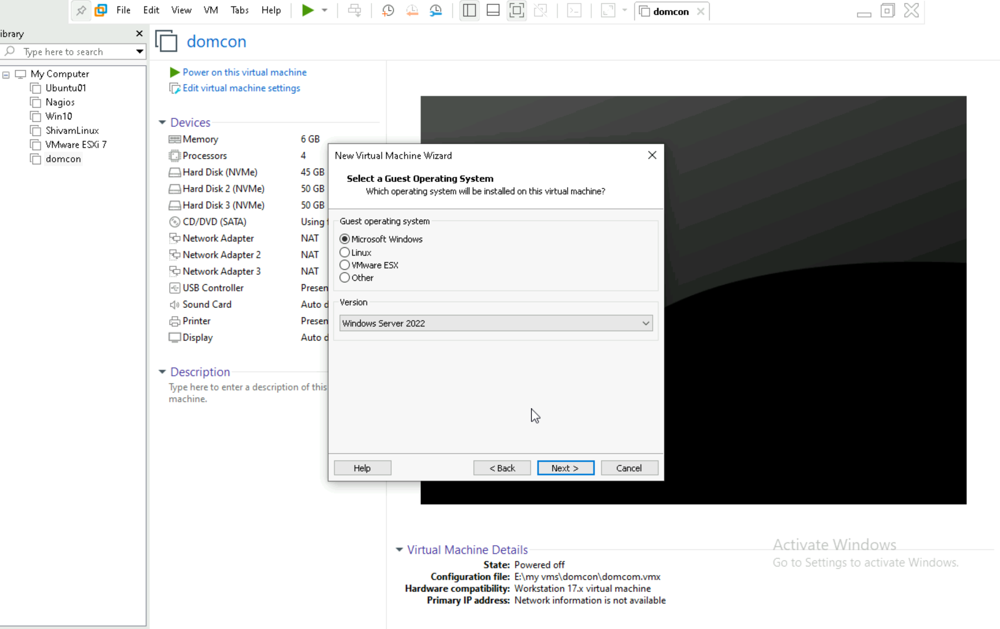 File Edit View VM Tabs Help domcon
ibrary
Type here to search
My Computer
Ubuntu01
Nagios
Win10
ShivamLinux
VMware ESXi 7
domcon
domcon
Power on this virtual machine
Edit virtual machine settings
Devices
Memory 6 GB
Processors 4
Hard Disk (NVMe) 45 GB
Hard Disk 2 (NVMe) 50 GB
Hard Disk 3 (NVMe) 50 GB
CD/DVD (SATA) Using f
Network Adapter NAT
Network Adapter 2 NAT
Network Adapter 3 NAT
USB Controller Presen
Sound Card Auto d
Printer Presen
Display Auto d
Description
Type here to enter a description of this
machine.
New Virtual Machine Wizard
Select a Guest Operating System
Which operating system will be installed on this virtual machine?
Guest operating system
Microsoft Windows
Linux
VMware ESX
Other
Version
Windows Server 2022
Help < Back Next > Cancel
Virtual Machine Details
State: Powered off
Configuration file: E:\my vms\domcon\domcom.vmx
Hardware compatibility: Workstation 17.x virtual machine
Primary IP address: Network information is not available
Activate Windows
Go to Settings to activate Windows.